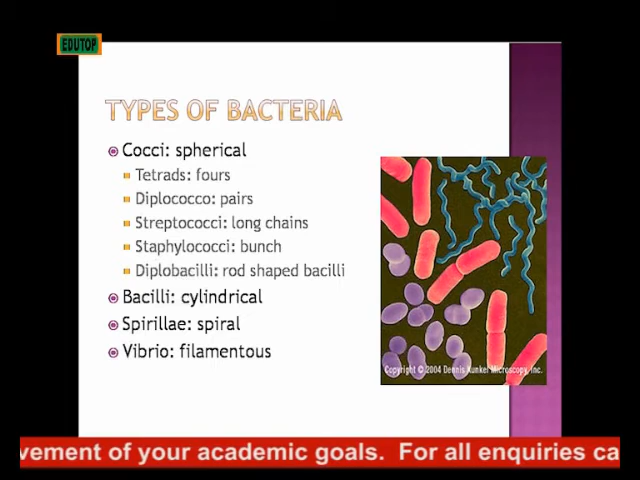 EDUTOP
TYPES OF BACTERIA
Cocci: spherical
Tetrads: fours
Diplococco: pairs
Streptococci: long chains
Staphylococci: bunch
Diplobacilli: rod shaped bacilli
Bacilli: cylindrical
Spirillae: spiral
Vibrio: filamentous
Copyright © 2004 Dennis Kunkel Microscopy, Inc.
vement of your academic goals. For all enquiries ca